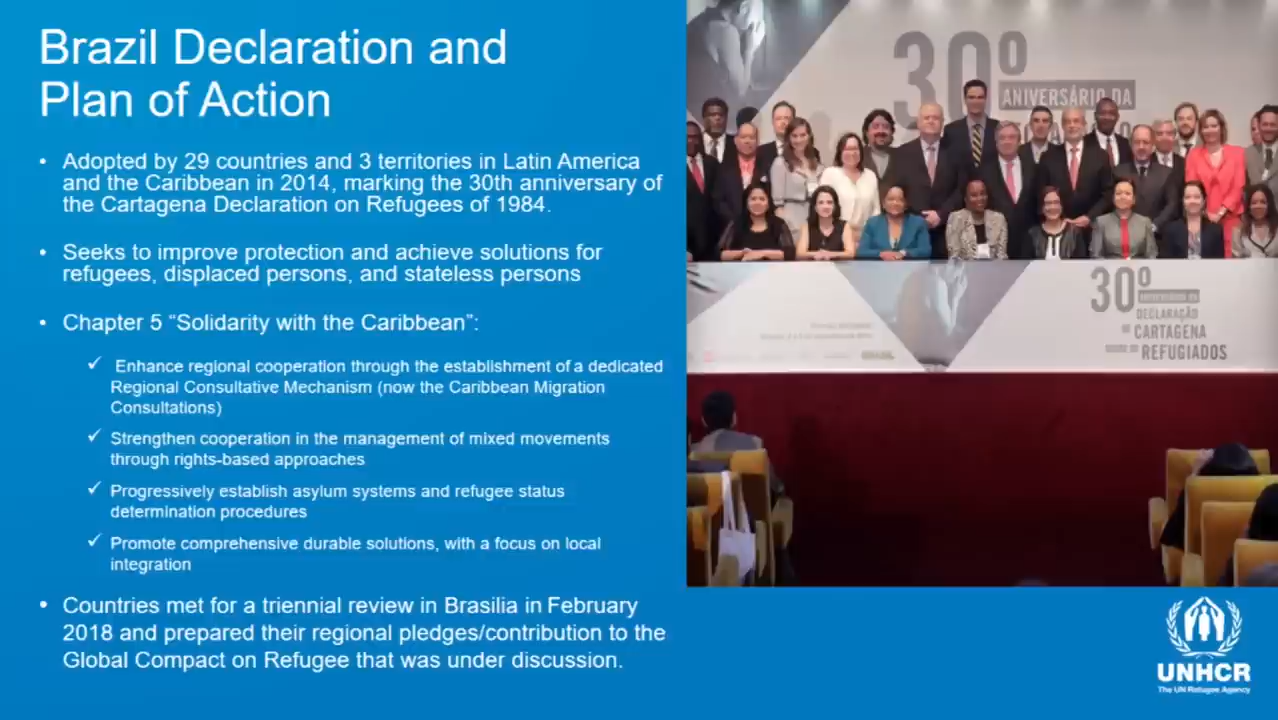 Brazil Declaration and
Plan of Action
• Adopted by 29 countries and 3 territories in Latin America
and the Caribbean in 2014, marking the 30th anniversary of
the Cartagena Declaration on Refugees of 1984.
• Seeks to improve protection and achieve solutions for
refugees, displaced persons, and stateless persons
• Chapter 5 “Solidarity with the Caribbean”:
✓ Enhance regional cooperation through the establishment of a dedicated
Regional Consultative Mechanism (now the Caribbean Migration
Consultations)
✓ Strengthen cooperation in the management of mixed movements
through rights-based approaches
✓ Progressively establish asylum systems and refugee status
determination procedures
✓ Promote comprehensive durable solutions, with a focus on local
integration
• Countries met for a triennial review in Brasilia in February
2018 and prepared their regional pledges/contribution to the
Global Compact on Refugee that was under discussion.
30º
ANIVERSÁRIO DA
30º
ANIVERSÁRIO DA
DECLARAÇÃO
DE CARTAGENA
REFUGIADOS
BRASIL
UNHCR
The UN Refugee Agency